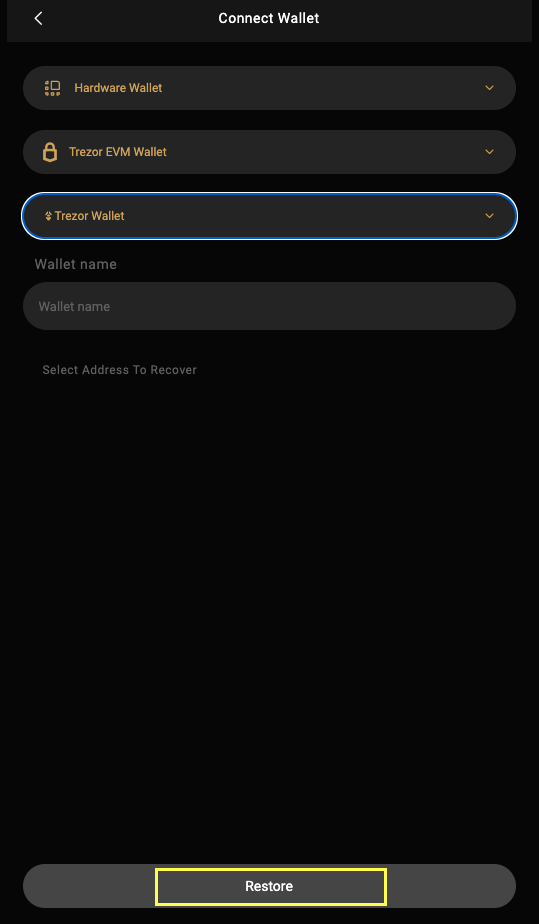 Connect Wallet
Hardware Wallet
Trezor EVM Wallet
Trezor Wallet
Wallet name
Wallet name
Select Address To Recover
Restore